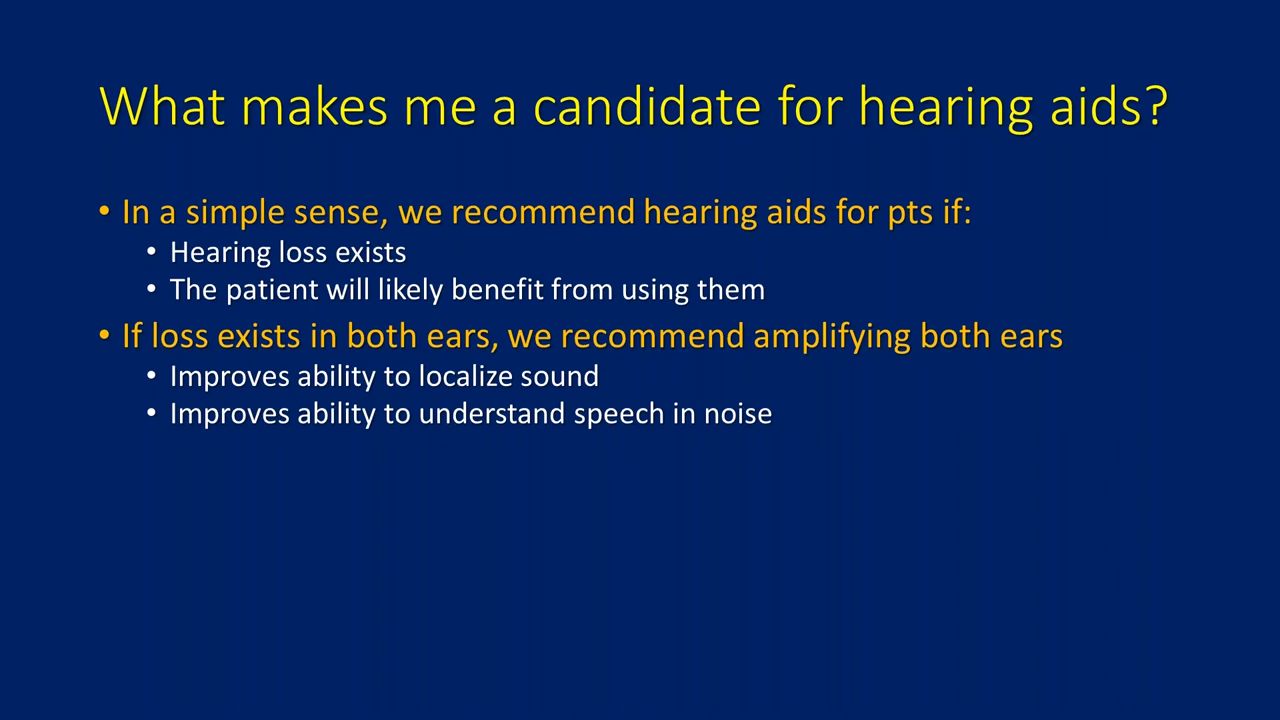 What makes me a candidate for hearing aids?
• In a simple sense, we recommend hearing aids for pts if:
• Hearing loss exists
• The patient will likely benefit from using them
• If loss exists in both ears, we recommend amplifying both ears
• Improves ability to localize sound
• Improves ability to understand speech in noise